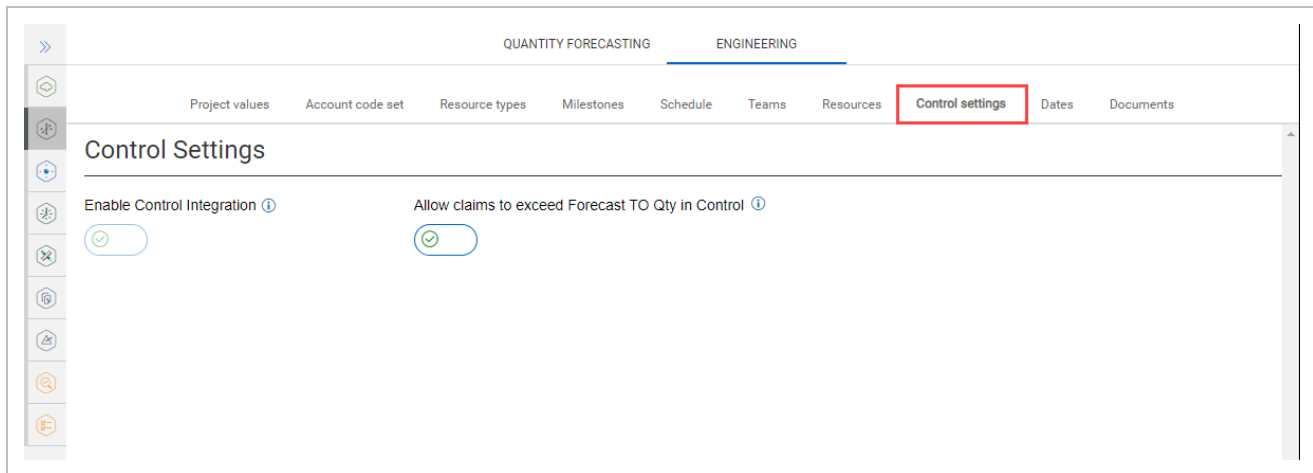 QUANTITY FORECASTING ENGINEERING
Project values Account code set Resource types Milestones Schedule Teams Resources Control settings Dates Documents
Control Settings
Enable Control Integration Allow claims to exceed Forecast TO Qty in Control